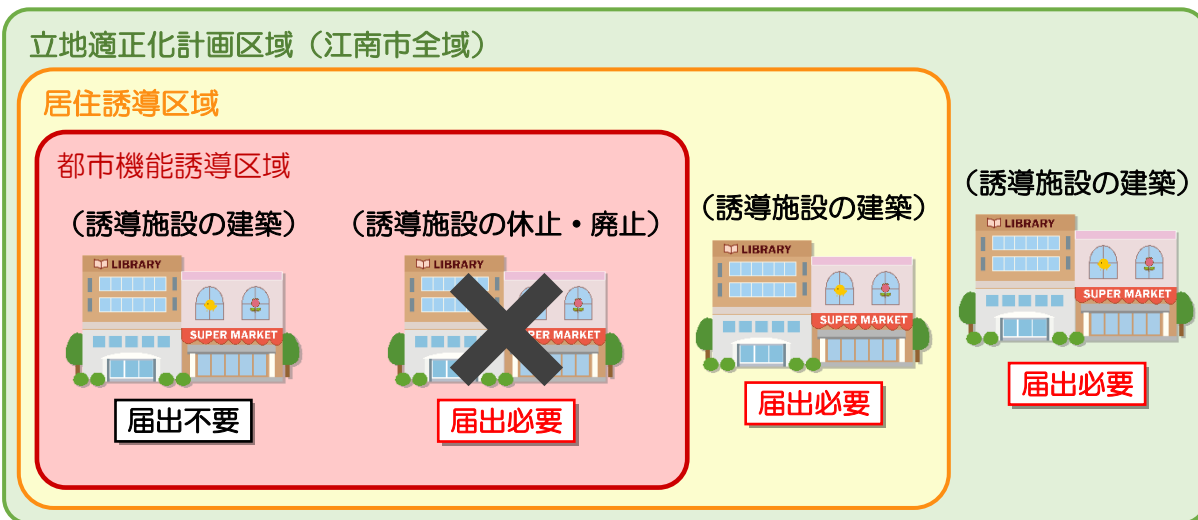 立地適正化計画区域（江南市全域）
居住誘導区域
都市機能誘導区域
（誘導施設の建築）
LIBRARY
SUPER MARKET
届出不要
（誘導施設の休止・廃止）
LIBRARY
PER MARKET
届出必要
（誘導施設の建築）
LIBRARY
SUPER MARKET
届出必要
（誘導施設の建築）
LIBRARY
SUPER MARKET
届出必要